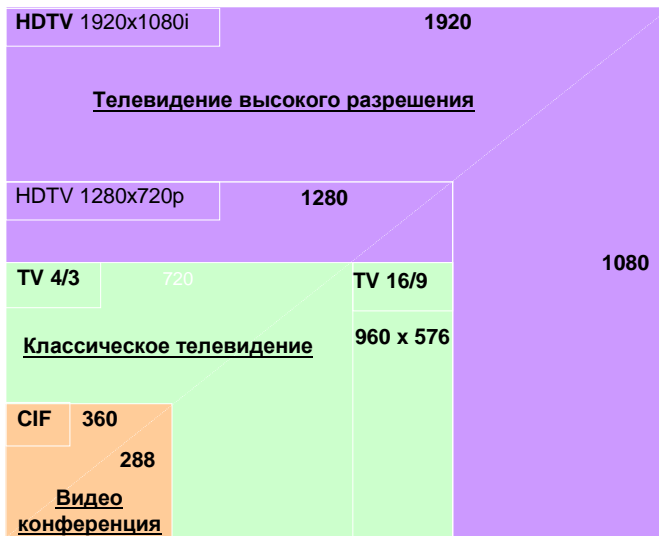 HDTV 1920x1080i
1920
Телевидение высокого разрешения
HDTV 1280x720p
1280
1080
TV 4/3
720
TV 16/9
Классическое телевидение
960 x 576
CIF
360
288
Видео
конференция